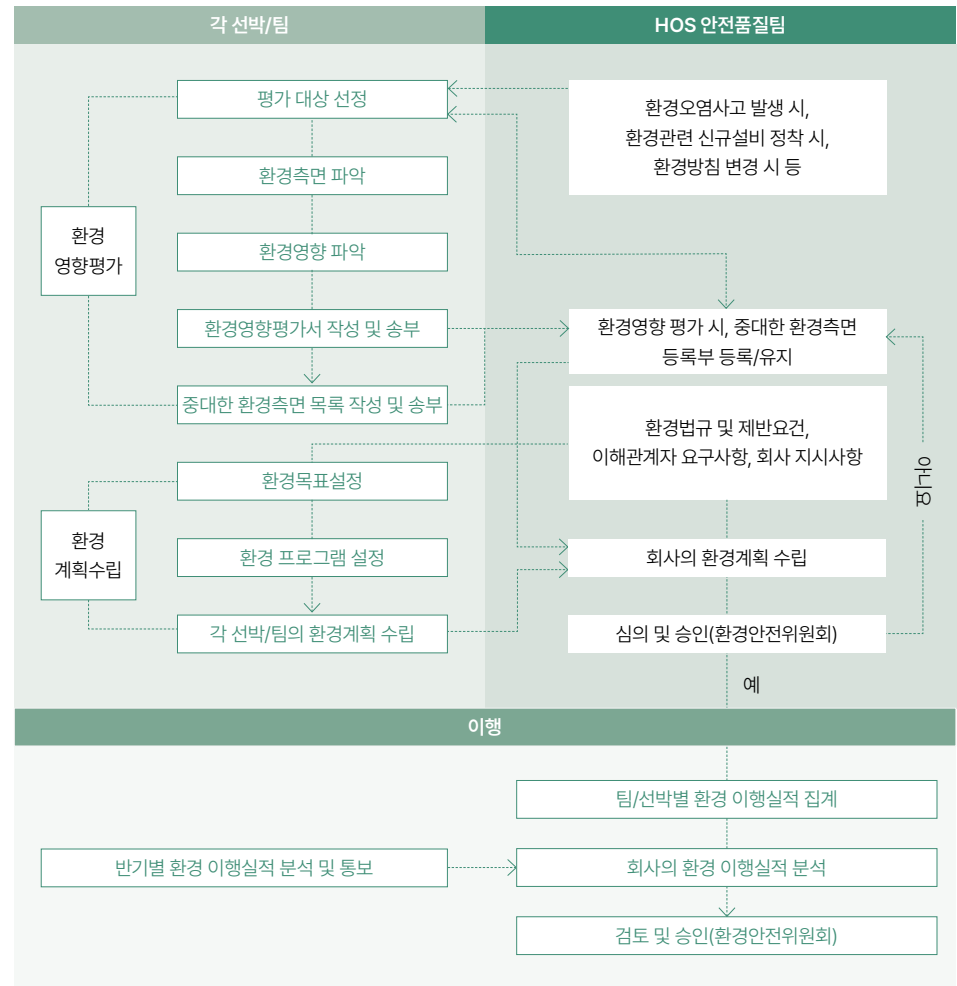 각 선박/팀
HOS 안전품질팀
평가 대상 선정
환경측면 파악
환경영향 파악
환경영향평가서 작성 및 송부
중대한 환경측면 목록 작성 및 송부
환경
영향평가
환경오염사고 발생 시,
환경관련 신규설비 정착 시,
환경방침 변경 시 등
환경영향 평가 시, 중대한 환경측면
등록부 등록/유지
환경법규 및 제반요건,
이해관계자 요구사항, 회사 지시사항
아니요
환경목표설정
환경 프로그램 설정
각 선박/팀의 환경계획 수립
환경
계획수립
회사의 환경계획 수립
심의 및 승인(환경안전위원회)
예
이행
팀/선박별 환경 이행실적 집계
반기별 환경 이행실적 분석 및 통보
회사의 환경 이행실적 분석
검토 및 승인(환경안전위원회)